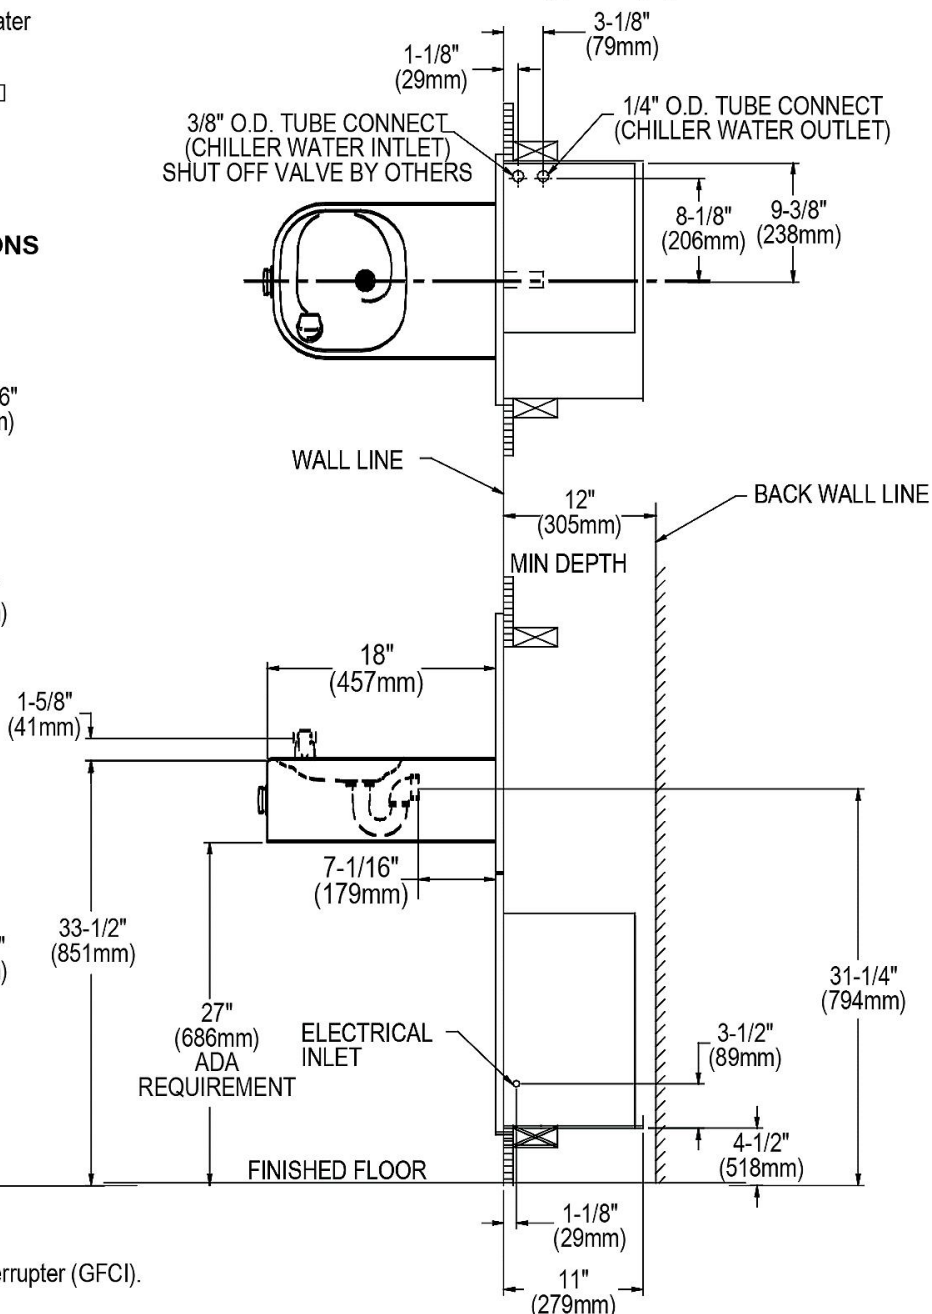 3-1/8"
(79mm)
1-1/8"
(29mm)
3/8" O.D. TUBE CONNECT
(CHILLER WATER INTLET)
SHUT OFF VALVE BY OTHERS
1/4" O.D. TUBE CONNECT
(CHILLER WATER OUTLET)
8-1/8"
(206mm)
9-3/8"
(238mm)
WALL LINE
12"
(305mm)
MIN DEPTH
BACK WALL LINE
18"
(457mm)
1-5/8"
(41mm)
7-1/16"
(179mm)
33-1/2"
(851mm)
27"
(686mm)
ADA
REQUIREMENT
ELECTRICAL
INLET
31-1/4"
(794mm)
3-1/2"
(89mm)
4-1/2"
(518mm)
FINISHED FLOOR
1-1/8"
(29mm)
(GFCI).
11"
(279mm)